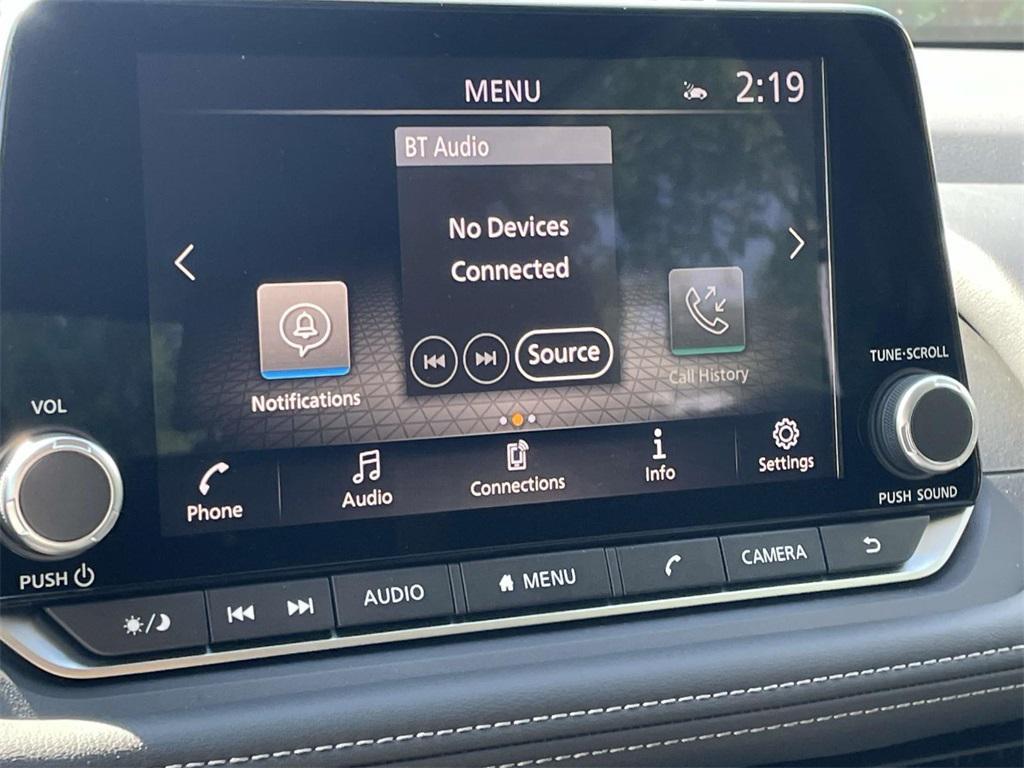 MENU
2:19
BT Audio
No Devices
Connected
Source
Notifications
Call History
Phone
Audio
Connections
Info
Settings
VOL
PUSH
TUNE·SCROLL
PUSH SOUND
AUDIO
MENU
CAMERA